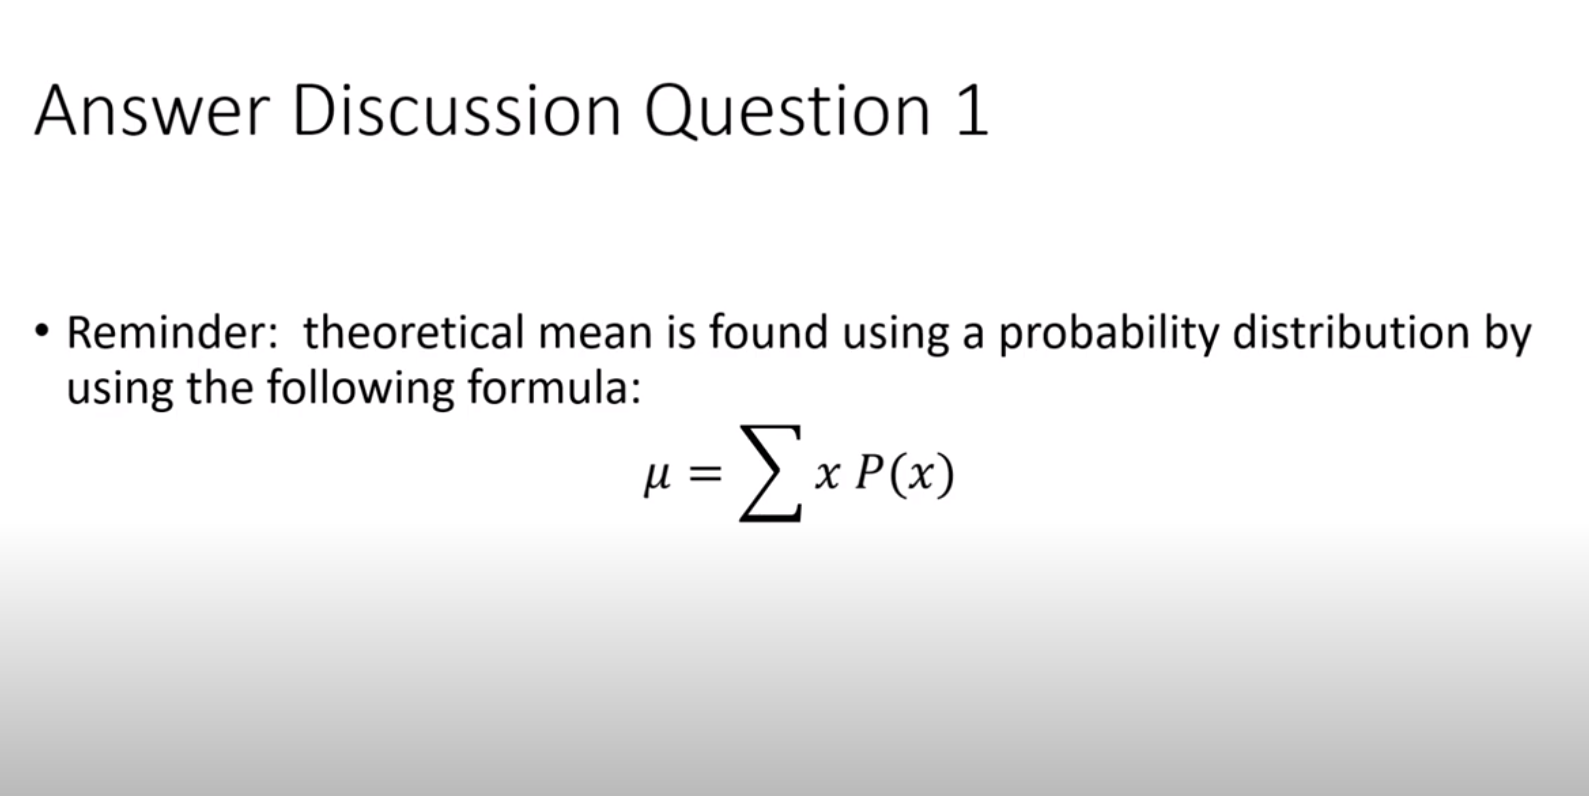 Answer Discussion Question 1
• Reminder:  theoretical mean is found using a probability distribution by
using the following formula:
μ = ∑ x P(x)